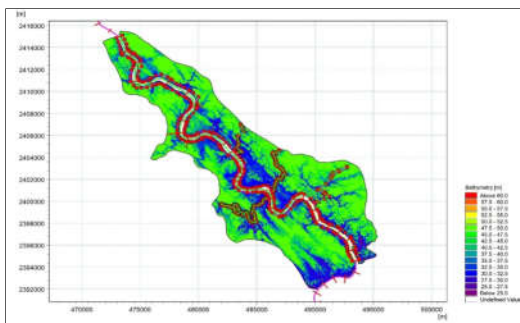 [m]
2416000
2414000
2412000
2410000
2408000
2406000
2404000
2402000
2400000
2398000
2396000
2394000
2392000
470000 475000 480000 485000 490000 495000 500000
[m]
Bathymetry [m]
Above 60.0
57.5 - 60.0
55.0 - 57.5
52.5 - 55.0
50.0 - 52.5
47.5 - 50.0
45.0 - 47.5
42.5 - 45.0
40.0 - 42.5
37.5 - 40.0
35.0 - 37.5
32.5 - 35.0
30.0 - 32.5
27.5 - 30.0
25.0 - 27.5
Below 25.0
Undefined Value